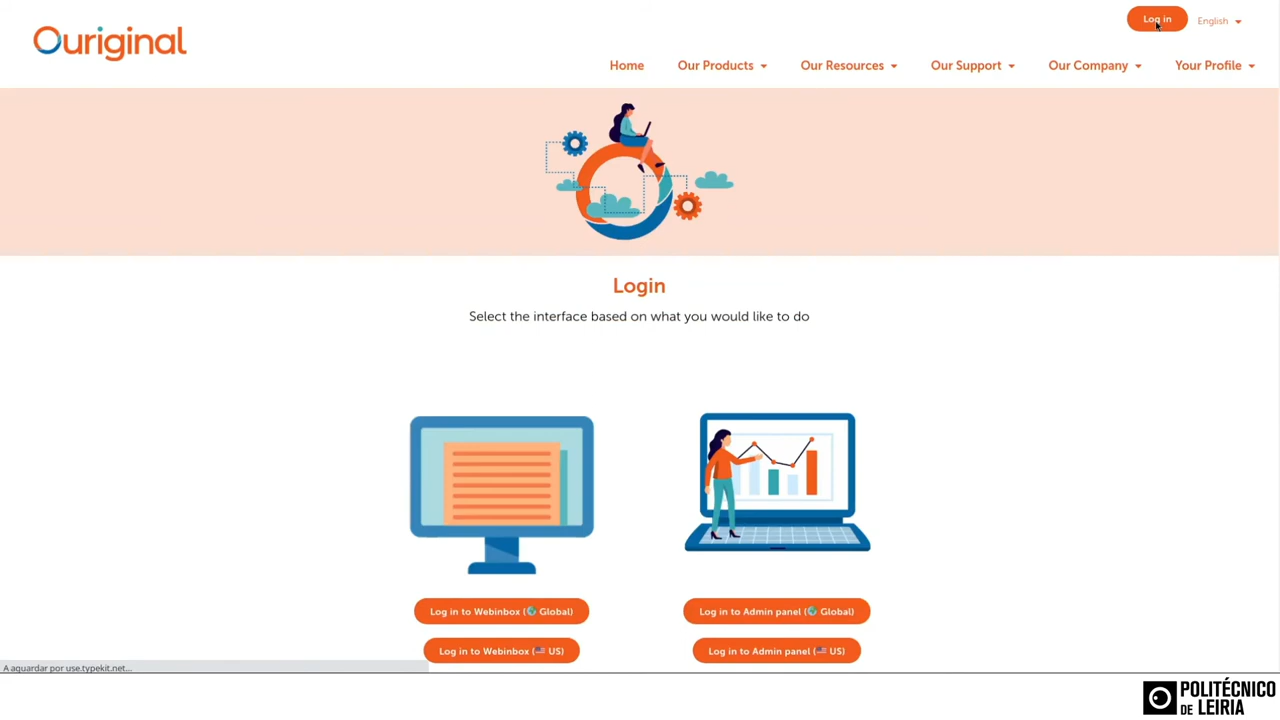 Ouriginal
Log in
English
Home
Our Products
Our Resources
Our Support
Our Company
Your Profile
Login
Select the interface based on what you would like to do
Log in to Webinbox (🌍 Global)
Log in to Admin panel (🌍 Global)
Log in to Webinbox (🇺🇸 US)
Log in to Admin panel (🇺🇸 US)
A aguardar por use.typekit.net...
POLITÉCNICO
DE LEIRIA